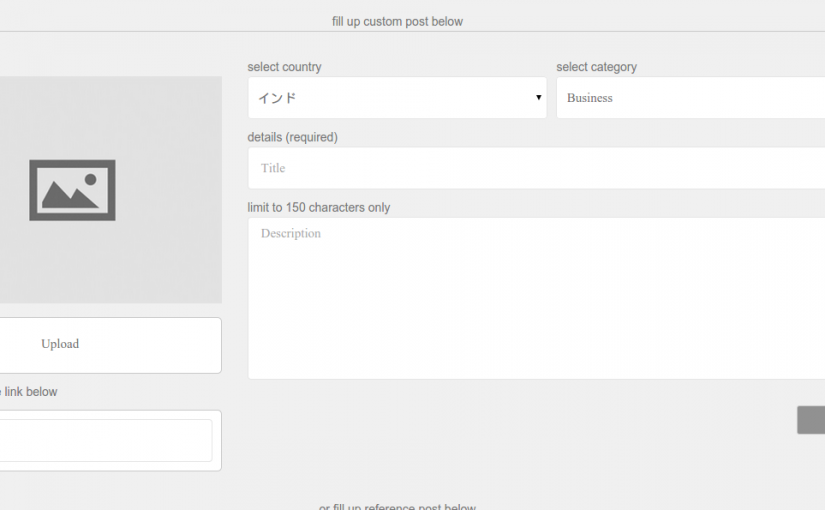 fill up custom post below
select country
select category
インド
Business
details (required)
Title
limit to 150 characters only
Description
Upload
link below
or fill up reference post below